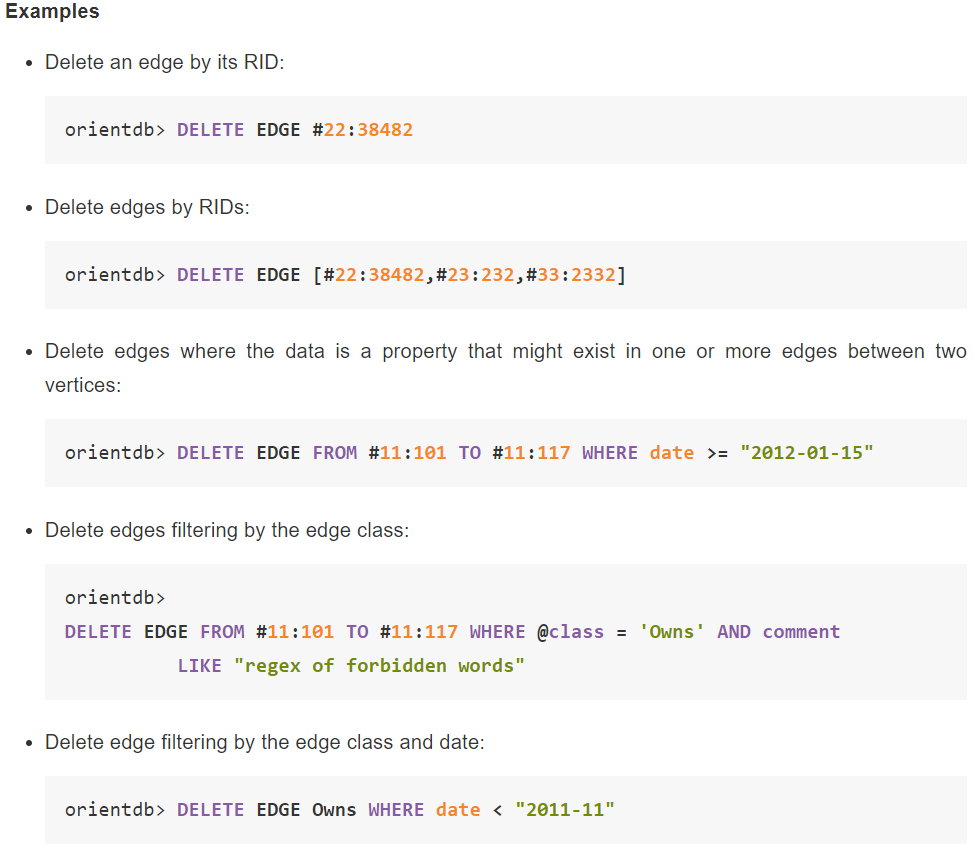 Examples
• Delete an edge by its RID:
orientdb> DELETE EDGE #22:38482
• Delete edges by RIDs:
orientdb> DELETE EDGE [#22:38482,#23:232,#33:2332]
• Delete edges where the data is a property that might exist in one or more edges between two
vertices:
orientdb> DELETE EDGE FROM #11:101 TO #11:117 WHERE date >= "2012-01-15"
• Delete edges filtering by the edge class:
orientdb>
DELETE EDGE FROM #11:101 TO #11:117 WHERE @class = 'Owns' AND comment
LIKE "regex of forbidden words"
• Delete edge filtering by the edge class and date:
orientdb> DELETE EDGE Owns WHERE date < "2011-11"